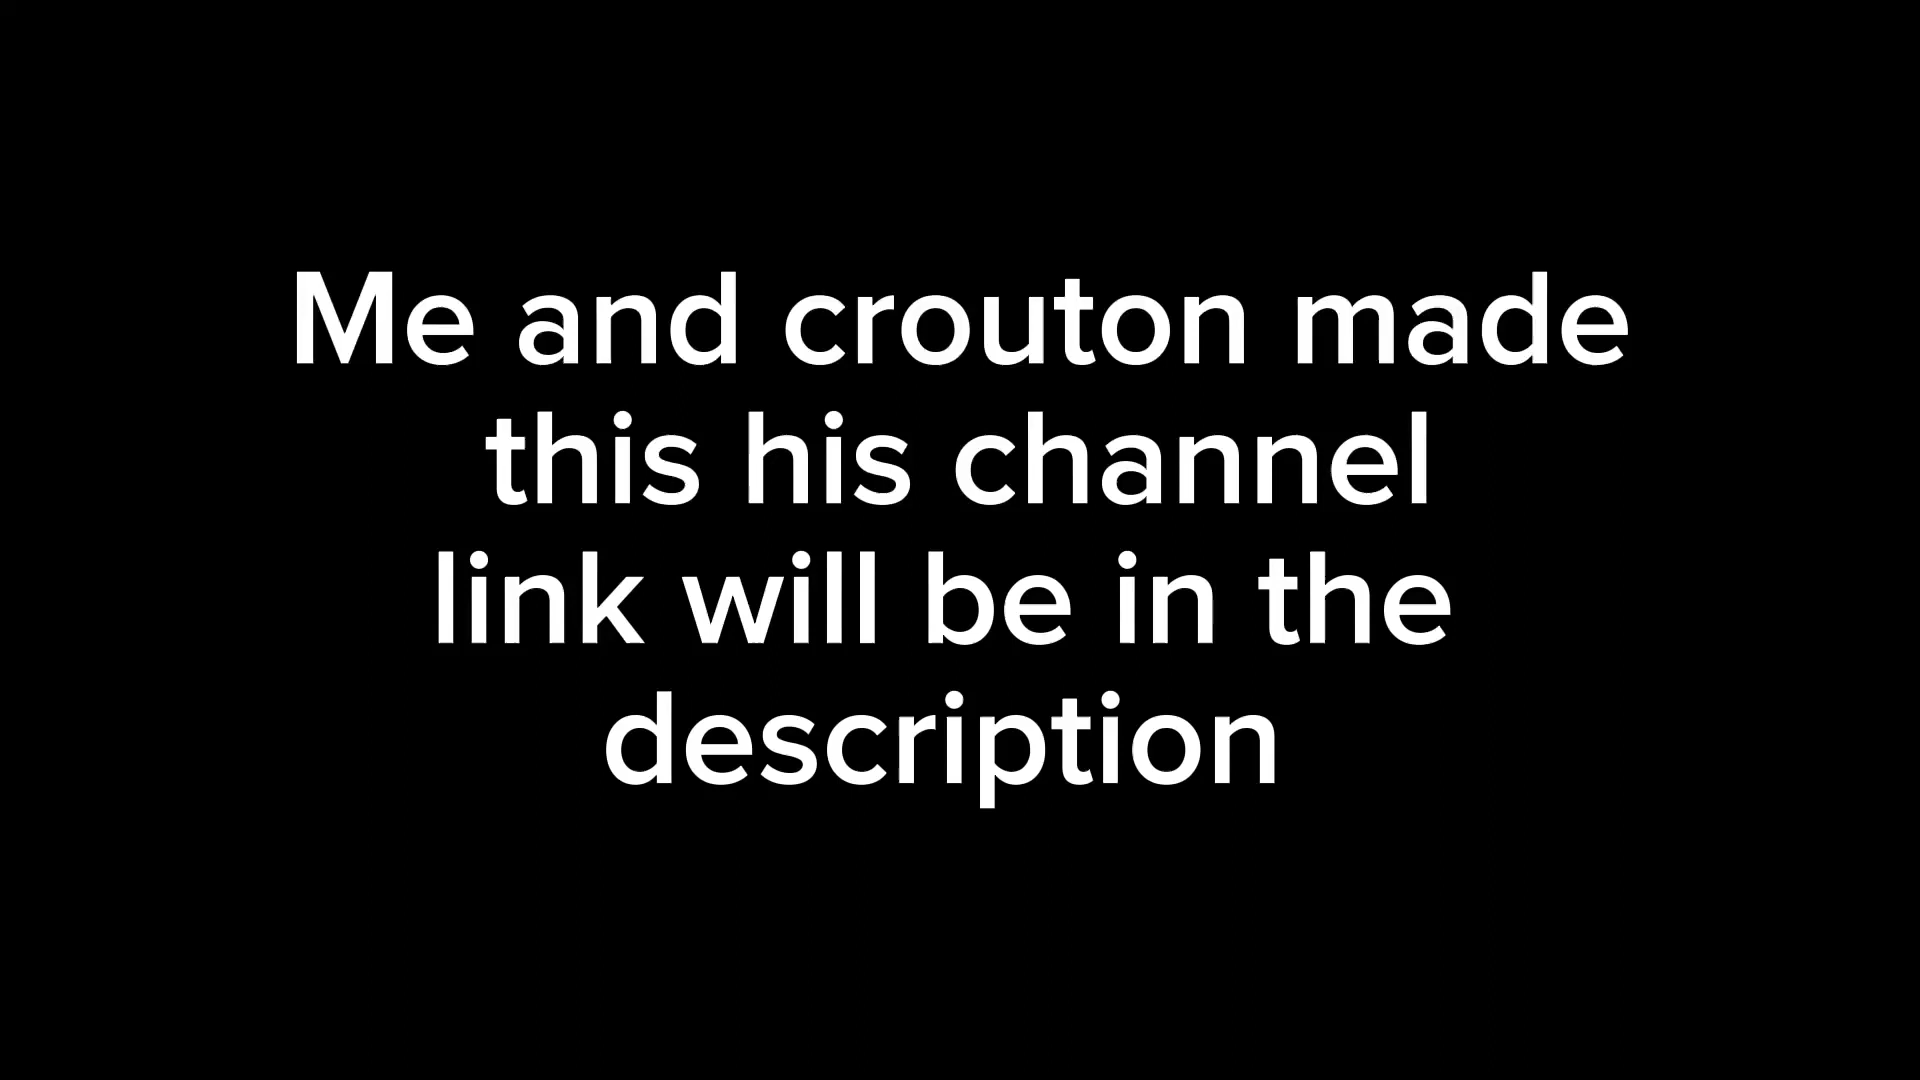 Me and crouton made
this his channel
link will be in the
description